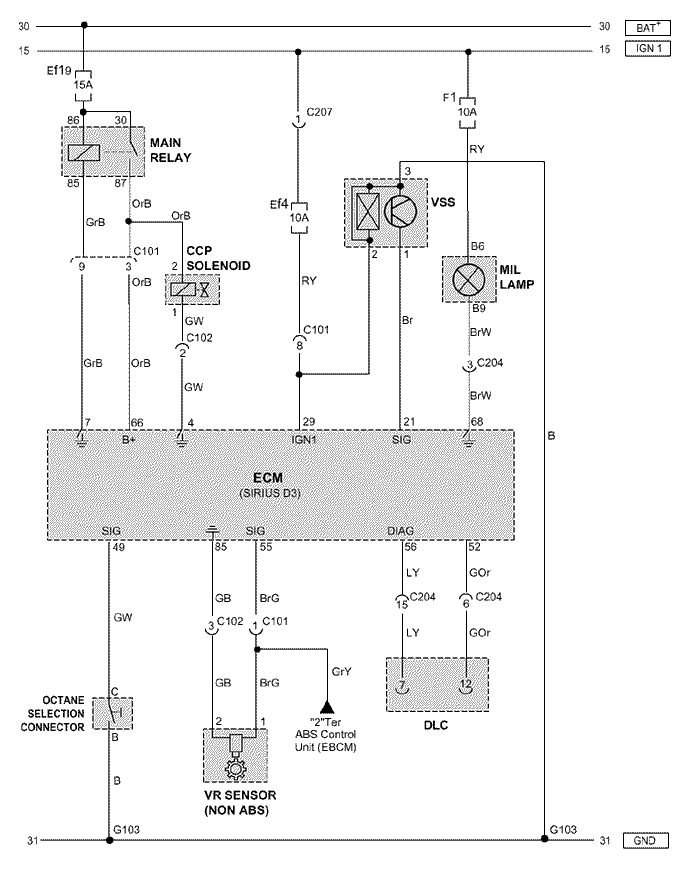 30 30 BAT+
15 15 IGN 1
Ef19
15A
F1
10A
1 C207
86 30
MAIN
RELAY
RY
85 87
3
VSS
OrB
OrB
Ef4
10A
GrB
CCP
SOLENOID
B6
C101
9 3
2
2 1
MIL
LAMP
OrB
RY
1
B9
GW
Br
BrW
C101
8
C102
2
3 C204
GrB OrB
GW
BrW
7 66 4 29 21 68
B
B+ IGN1 SIG
ECM
(SIRIUS D3)
SIG SIG DIAG
49 85 55 56 52
LY GOr
GB BrG
15 C204
6 C204
GW
3 C102 1 C101
LY GOr
GrY
GB BrG
7 12
C
OCTANE
SELECTION
CONNECTOR
"2"Ter
ABS Control
Unit (EBCM)
2 1
DLC
B
B
VR SENSOR
(NON ABS)
G103 G103
31 31 GND